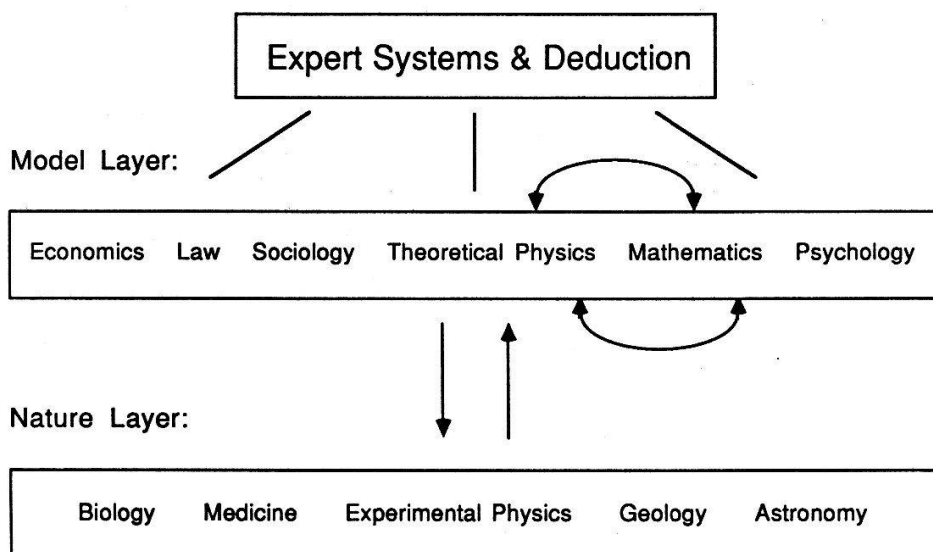 Expert Systems & Deduction
Model Layer:
Economics Law Sociology Theoretical Physics Mathematics Psychology
Nature Layer:
Biology Medicine Experimental Physics Geology Astronomy